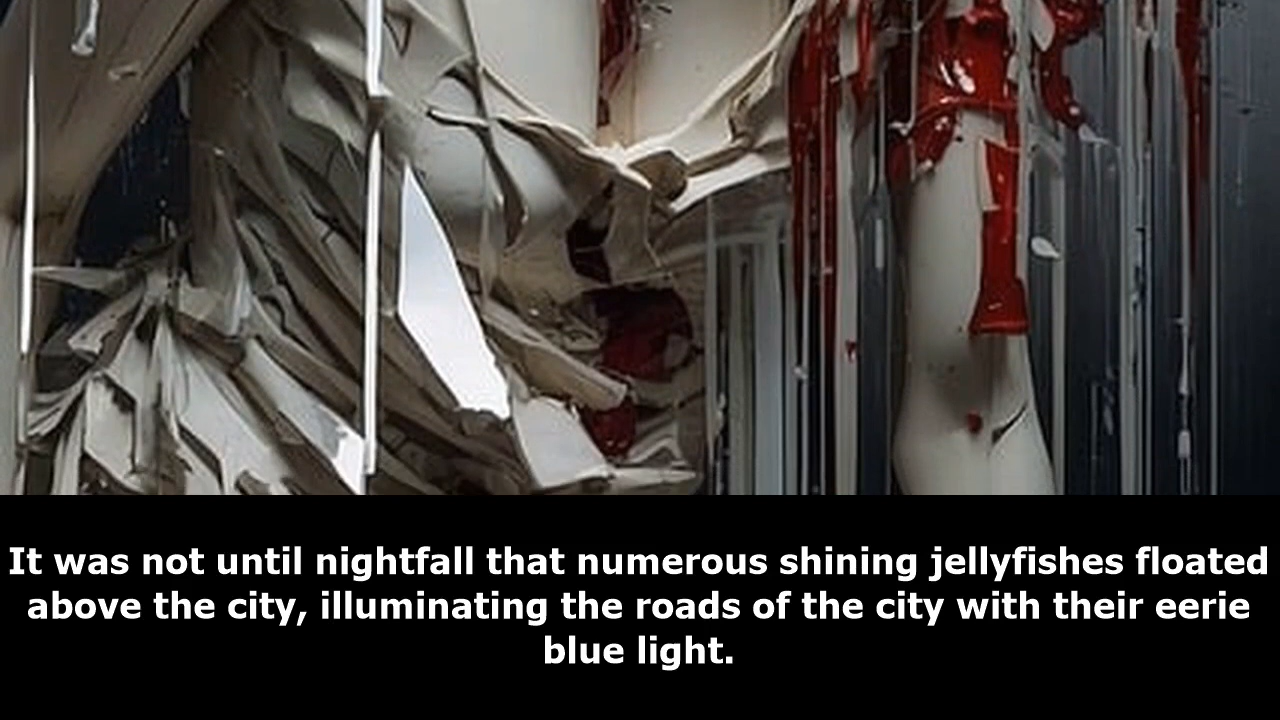 It was not until nightfall that numerous shining jellyfishes floated
above the city, illuminating the roads of the city with their eerie
blue light.